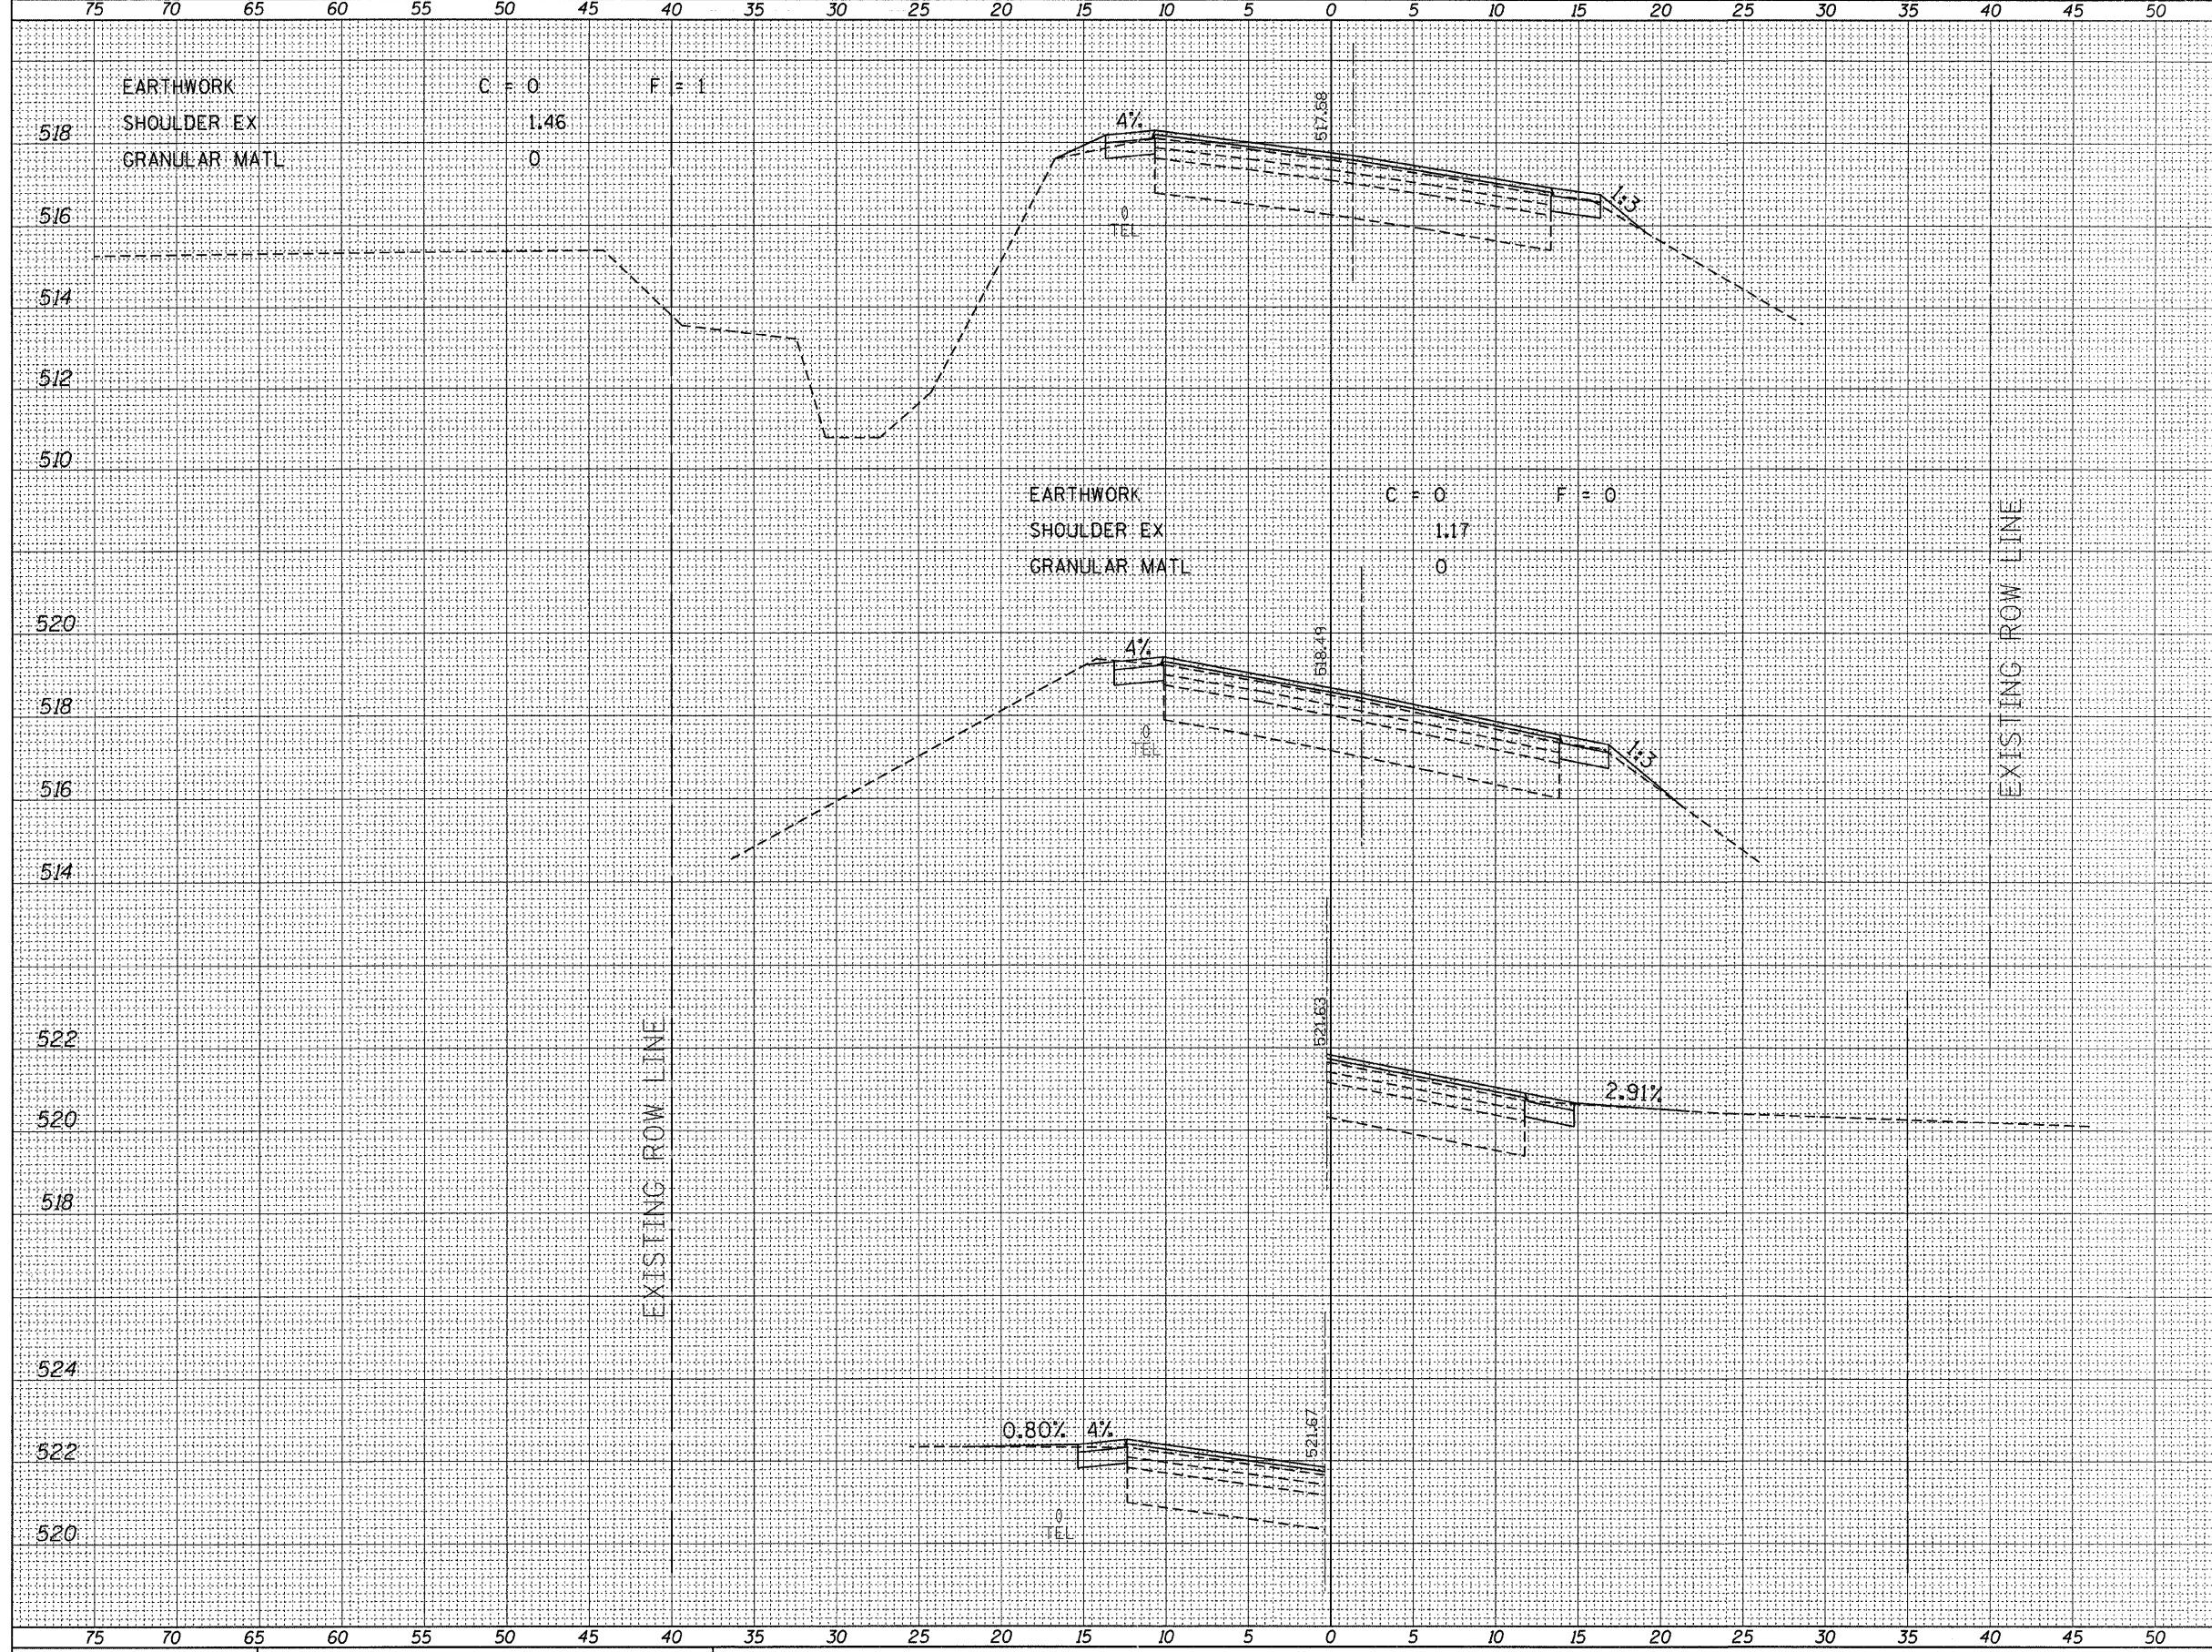 75 70 65 60 55 50 45 40 35 30 25 20 15 10 5 0 5 10 15 20 25 30 35 40 45 50
EARTHWORK C = 0 F = 1
SHOULDER EX 1.46
GRANULAR MATL 0
518
4%
517.58
1:3
516
0
TEL
514
512
510
EARTHWORK C = 0 F = 0
SHOULDER EX 1.17
GRANULAR MATL 0
EXISTING ROW LINE
520
4%
518.49
518
0
TEL
1:3
516
514
522
521.63
EXISTING ROW LINE
2.91%
520
518
524
0.80% 4%
521.67
522
0
TEL
520
75 70 65 60 55 50 45 40 35 30 25 20 15 10 5 0 5 10 15 20 25 30 35 40 45 50